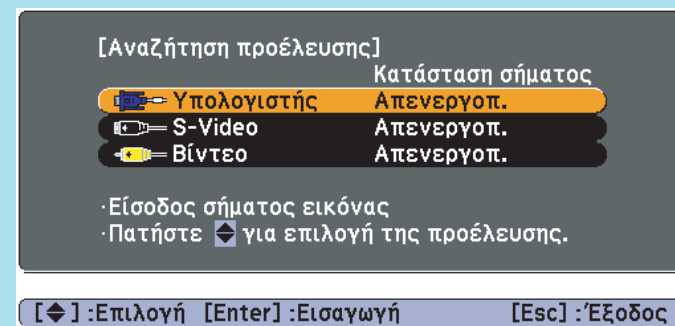 [Αναζήτηση προέλευσης]
Κατάσταση σήματος
Υπολογιστής Απενεργοπ.
S-Video Απενεργοπ.
Βίντεο Απενεργοπ.
·Είσοδος σήματος εικόνας
·Πατήστε για επιλογή της προέλευσης.
[ ] :Επιλογή [Enter] :Εισαγωγή [Esc] :Έξοδος